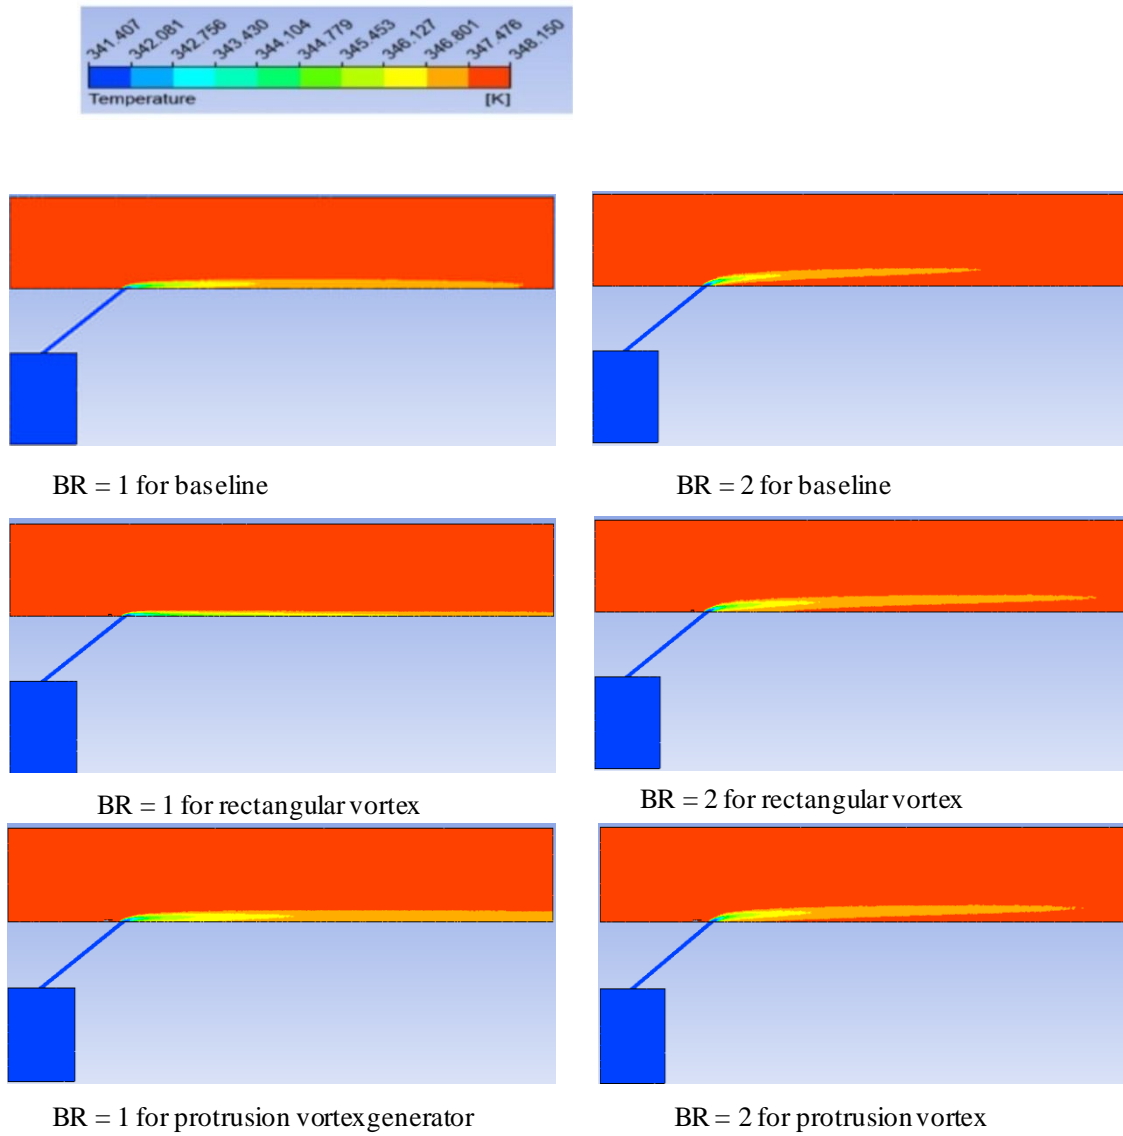 341.407 342.081 342.756 343.430 344.104 344.779 345.453 346.127 346.801 347.476 348.150
Temperature [K]
BR = 1 for baseline
BR = 2 for baseline
BR = 1 for rectangular vortex
BR = 2 for rectangular vortex
BR = 1 for protrusion vortex generator
BR = 2 for protrusion vortex